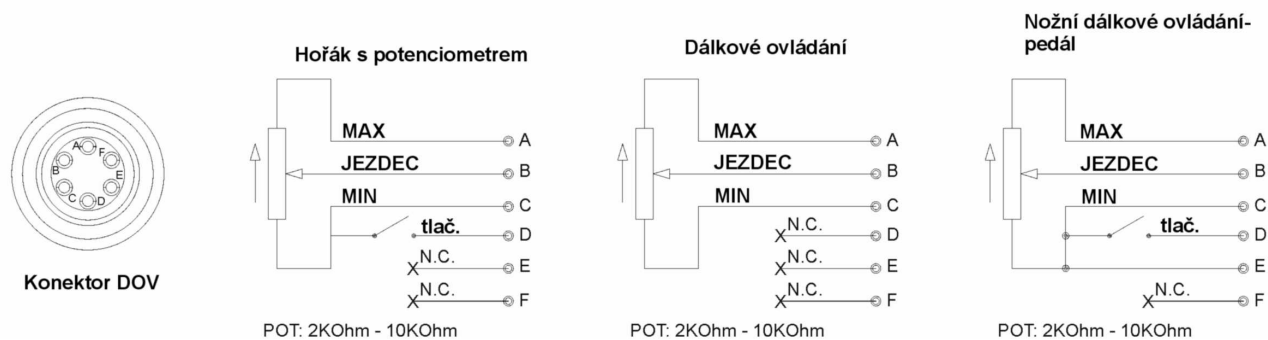 A
F
B
E
C
D
Konektor DOV
Hořák s potenciometrem
MAX
A
JEZDEC
B
MIN
C
tlač.
D
N.C.
E
N.C.
F
POT: 2KOhm - 10KOhm
Dálkové ovládání
MAX
A
JEZDEC
B
MIN
C
N.C.
D
N.C.
E
N.C.
F
POT: 2KOhm - 10KOhm
Nožní dálkové ovládání-
pedál
MAX
A
JEZDEC
B
MIN
C
tlač.
D
E
N.C.
F
POT: 2KOhm - 10KOhm